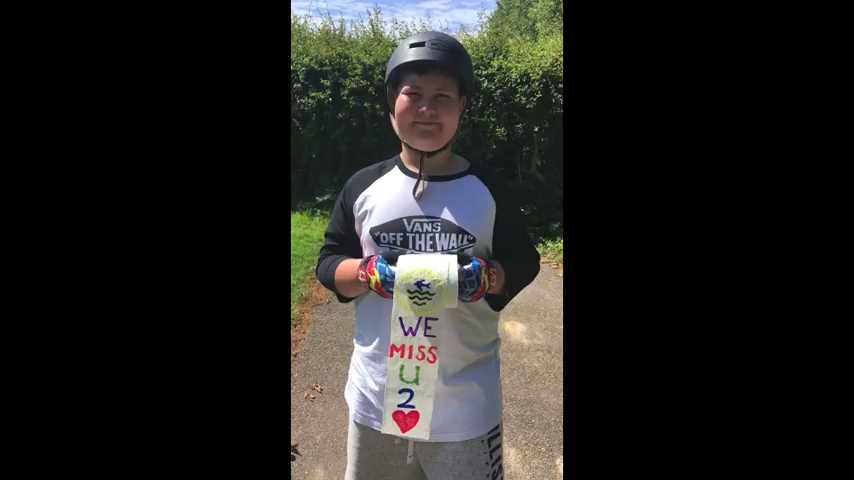 VANS
"OFF THE WALL"
WE
MISS
U
2